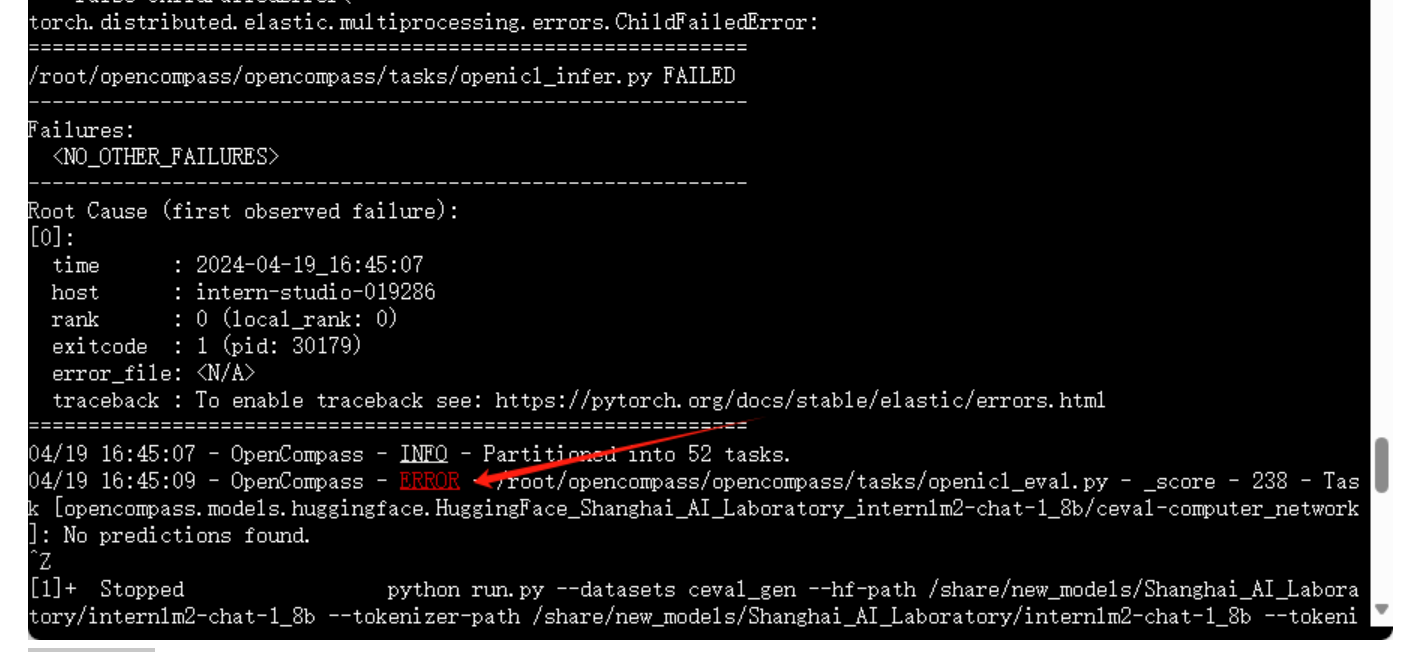 torch.distributed.elastic.multiprocessing.errors.ChildFailedError:
============================================================
/root/opencompass/opencompass/tasks/openicl_infer.py FAILED
------------------------------------------------------------
Failures:
  <NO_OTHER_FAILURES>
------------------------------------------------------------
Root Cause (first observed failure):
[0]:
  time      : 2024-04-19_16:45:07
  host      : intern-studio-019286
  rank      : 0 (local_rank: 0)
  exitcode  : 1 (pid: 30179)
  error_file: <N/A>
  traceback : To enable traceback see: https://pytorch.org/docs/stable/elastic/errors.html
============================================================
04/19 16:45:07 - OpenCompass - INFO - Partitioned into 52 tasks.
04/19 16:45:09 - OpenCompass - ERROR - /root/opencompass/opencompass/tasks/openicl_eval.py - _score - 238 - Tas
k [opencompass.models.huggingface.HuggingFace_Shanghai_AI_Laboratory_internlm2-chat-1_8b/ceval-computer_network
]: No predictions found.
^Z
[1]+  Stopped                 python run.py --datasets ceval_gen --hf-path /share/new_models/Shanghai_AI_Labora
tory/internlm2-chat-1_8b --tokenizer-path /share/new_models/Shanghai_AI_Laboratory/internlm2-chat-1_8b --tokeni